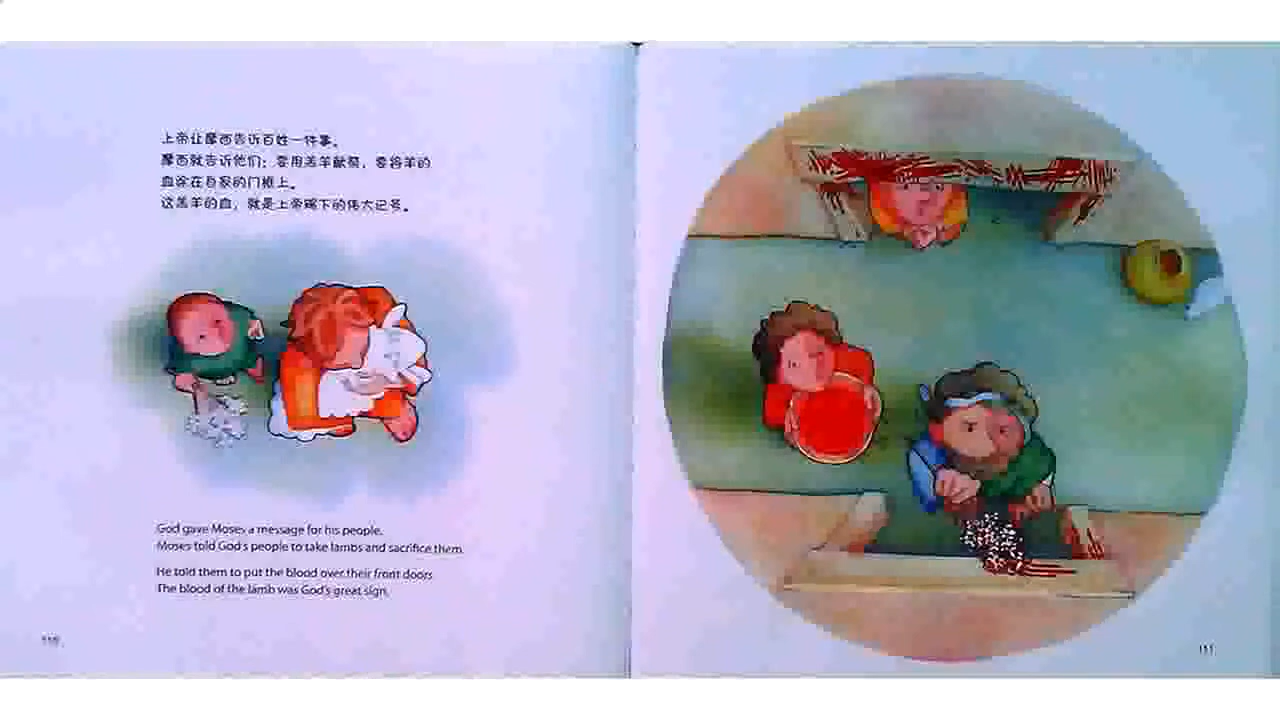 上帝让摩西告诉百姓一件事。
摩西就告诉他们：要用羔羊献祭，要将羊的
血涂在自家的门框上。
这羔羊的血，就是上帝赐下的伟大记号。
God gave Moses a message for his people.
Moses told God's people to take lambs and sacrifice them.
He told them to put the blood over their front doors.
The blood of the lamb was God's great sign.
110
111